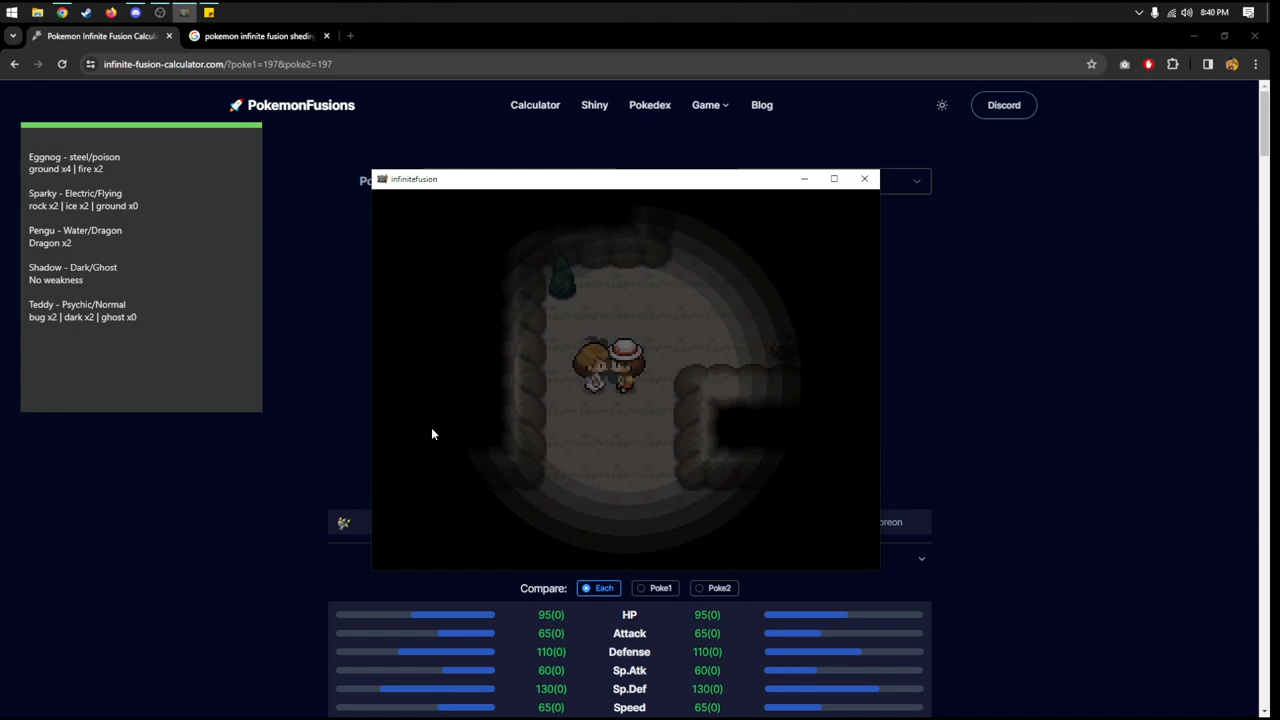 8:40 PM
Pokemon Infinite Fusion Calcul
pokemon infinite fusion sheding
infinite-fusion-calculator.com/?poke1=197&poke2=197
PokemonFusions
Calculator
Shiny
Pokedex
Game
Blog
Discord
Eggnog - steel/poison
ground x4 | fire x2
Sparky - Electric/Flying
rock x2 | ice x2 | ground x0
Pengu - Water/Dragon
Dragon x2
Shadow - Dark/Ghost
No weakness
Teddy - Psychic/Normal
bug x2 | dark x2 | ghost x0
Po
infinitefusion
oreon
Compare:
Each
Poke1
Poke2
95(0) HP 95(0)
65(0) Attack 65(0)
110(0) Defense 110(0)
60(0) Sp.Atk 60(0)
130(0) Sp.Def 130(0)
65(0) Speed 65(0)